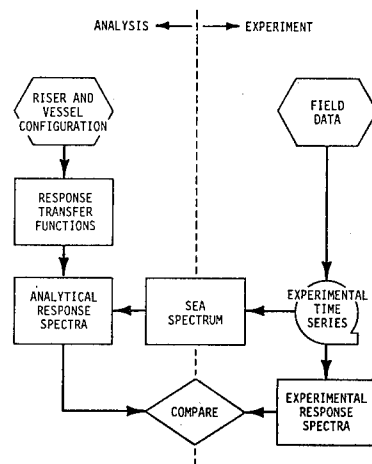 ANALYSIS
EXPERIMENT
RISER AND
VESSEL
CONFIGURATION
FIELD
DATA
RESPONSE
TRANSFER
FUNCTIONS
ANALYTICAL
RESPONSE
SPECTRA
SEA
SPECTRUM
EXPERIMENTAL
TIME
SERIES
COMPARE
EXPERIMENTAL
RESPONSE
SPECTRA